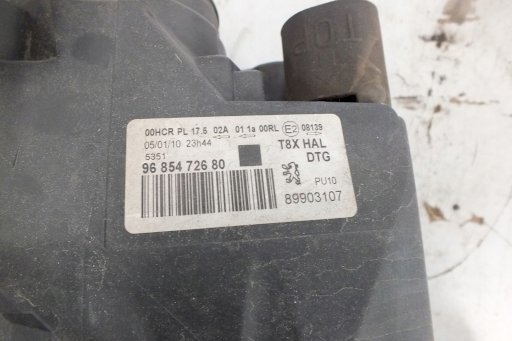 TOP
00HCR PL 17.5 02A 01 1a 00RL E2 08139
05/01/10 23h44 T8X HAL
5351 DTG
96 854 726 80
PU10
89903107